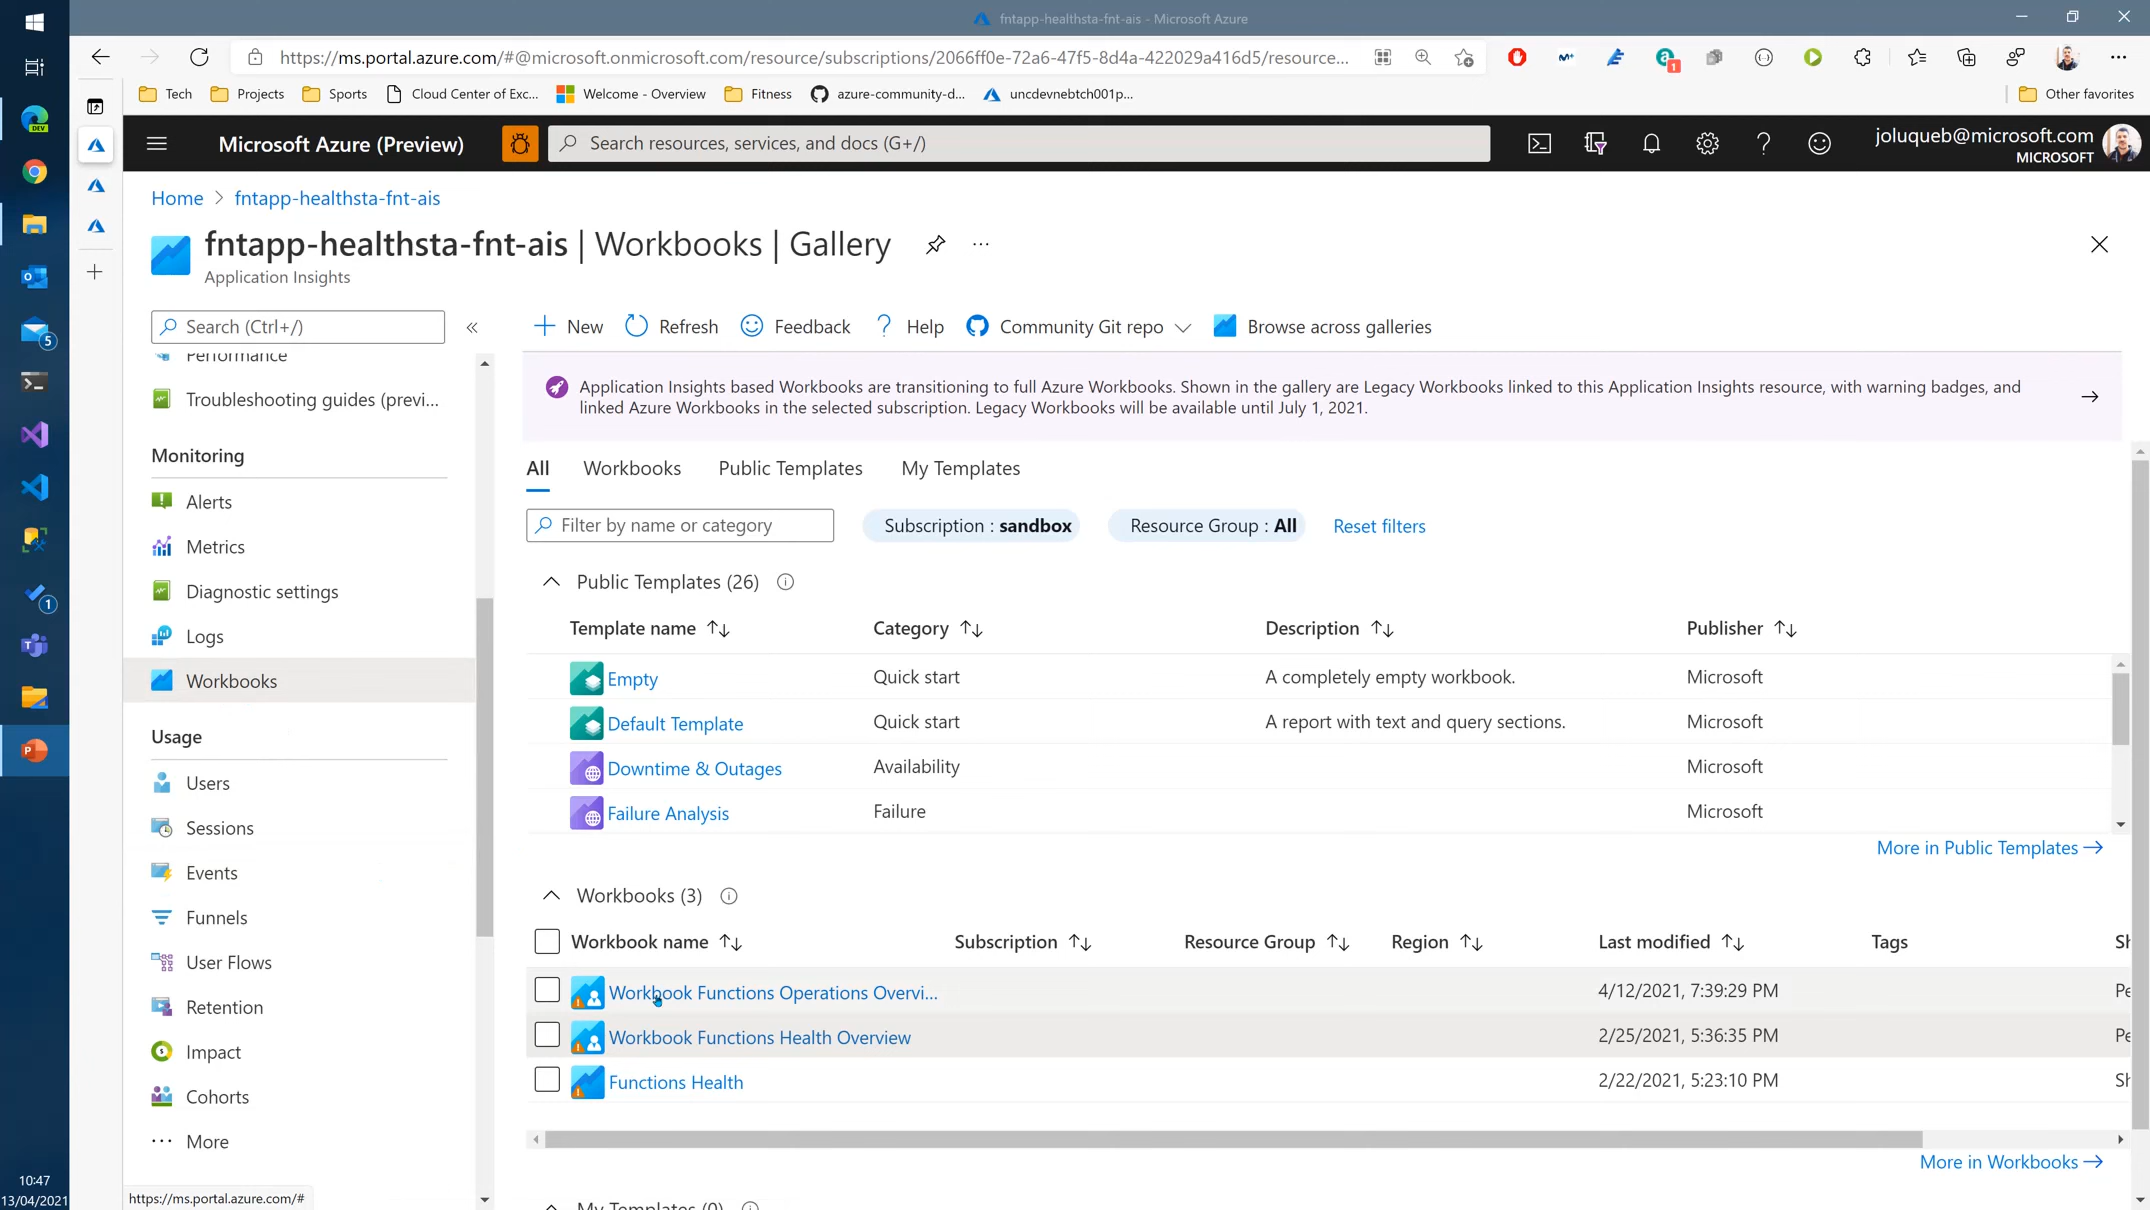 fntapp-healthsta-fnt-ais - Microsoft Azure
https://ms.portal.azure.com/#@microsoft.onmicrosoft.com/resource/subscriptions/2066ff0e-72a6-47f5-8d4a-422029a416d5/resource...
1
Tech
Projects
Sports
Cloud Center of Exc...
Welcome - Overview
Fitness
azure-community-d...
uncdevnebtch001p...
Other favorites
Microsoft Azure (Preview)
Search resources, services, and docs (G+/)
joluqueb@microsoft.com
MICROSOFT
Home > fntapp-healthsta-fnt-ais
fntapp-healthsta-fnt-ais | Workbooks | Gallery
Application Insights
Search (Ctrl+/)
New
Refresh
Feedback
Help
Community Git repo
Browse across galleries
Performance
Troubleshooting guides (previ...
Monitoring
Alerts
Metrics
Diagnostic settings
Logs
Workbooks
Usage
Users
Sessions
Events
Funnels
User Flows
Retention
Impact
Cohorts
More
Application Insights based Workbooks are transitioning to full Azure Workbooks. Shown in the gallery are Legacy Workbooks linked to this Application Insights resource, with warning badges, and
linked Azure Workbooks in the selected subscription. Legacy Workbooks will be available until July 1, 2021.
All
Workbooks
Public Templates
My Templates
Filter by name or category
Subscription : sandbox
Resource Group : All
Reset filters
Public Templates (26)
Template name
Category
Description
Publisher
Empty
Quick start
A completely empty workbook.
Microsoft
Default Template
Quick start
A report with text and query sections.
Microsoft
Downtime & Outages
Availability
Microsoft
Failure Analysis
Failure
Microsoft
More in Public Templates
Workbooks (3)
Workbook name
Subscription
Resource Group
Region
Last modified
Tags
Sh
Workbook Functions Operations Overvi...
4/12/2021, 7:39:29 PM
Pe
Workbook Functions Health Overview
2/25/2021, 5:36:35 PM
Pe
Functions Health
2/22/2021, 5:23:10 PM
Sh
More in Workbooks
My Templates (0)
https://ms.portal.azure.com/#
DEV
5
1
10:47
13/04/2021